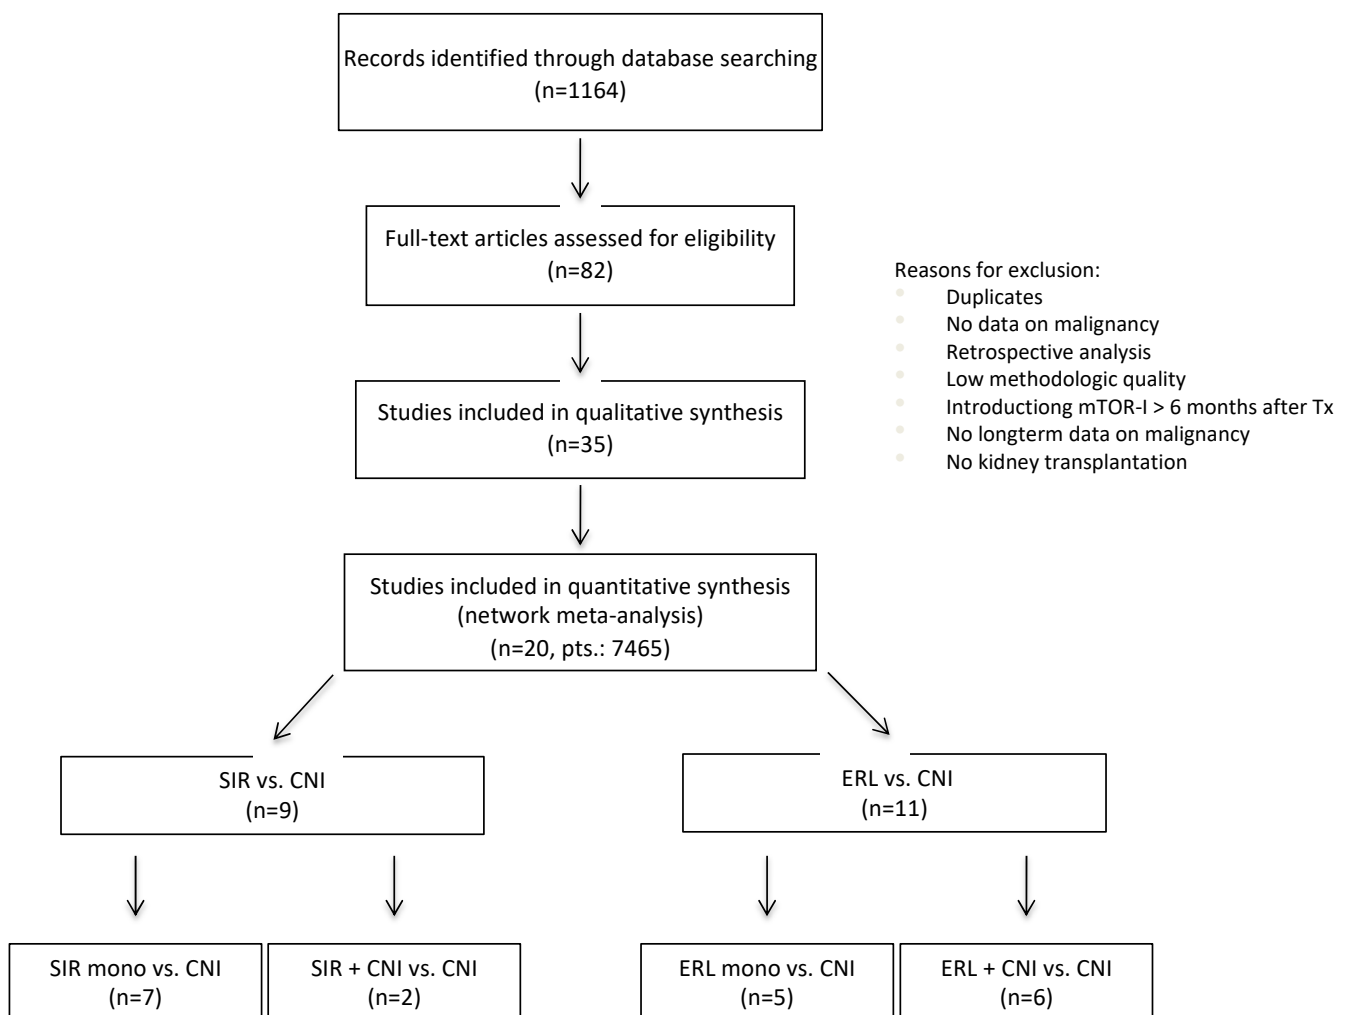 Records identified through database searching
(n=1164)
Full-text articles assessed for eligibility
(n=82)
Reasons for exclusion:
Duplicates
No data on malignancy
Retrospective analysis
Low methodologic quality
Introductiong mTOR-I > 6 months after Tx
No longterm data on malignancy
No kidney transplantation
Studies included in qualitative synthesis
(n=35)
Studies included in quantitative synthesis
(network meta-analysis)
(n=20, pts.: 7465)
SIR vs. CNI
(n=9)
ERL vs. CNI
(n=11)
SIR mono vs. CNI
(n=7)
SIR + CNI vs. CNI
(n=2)
ERL mono vs. CNI
(n=5)
ERL + CNI vs. CNI
(n=6)